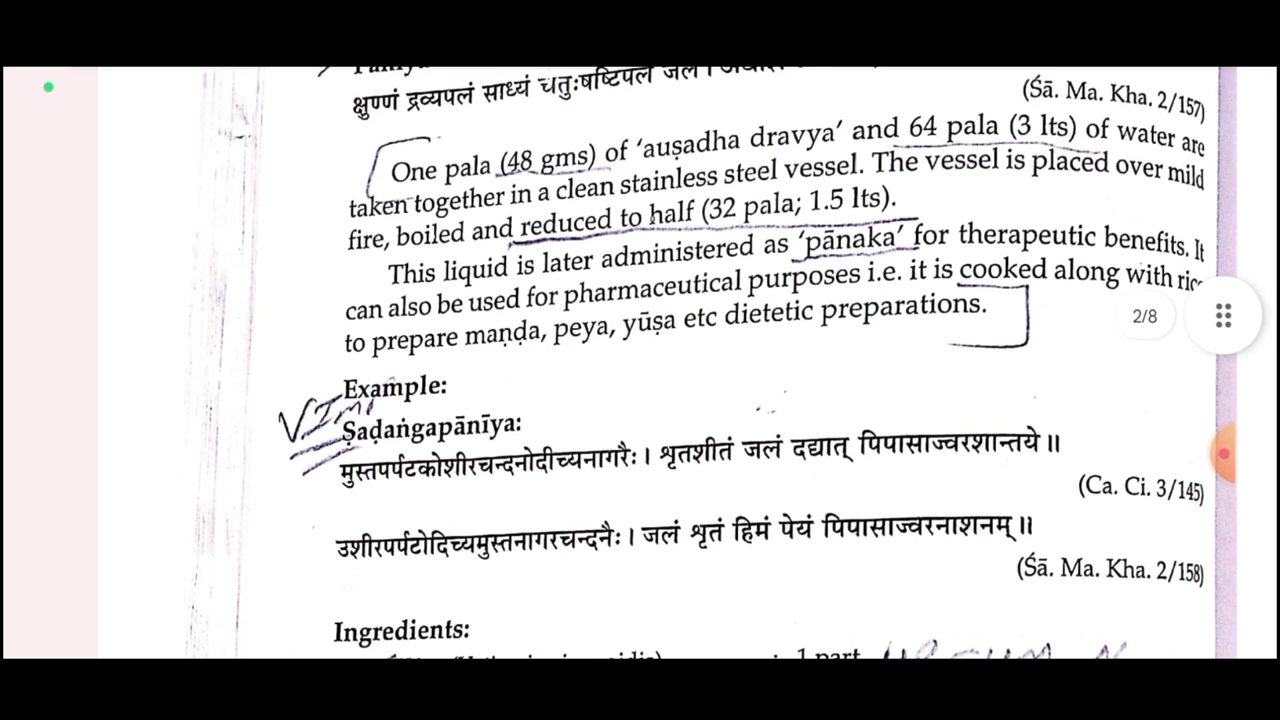 क्षुण्णं द्रव्यपलं साध्यं चतुःषष्टिपले जले ।
(Śā. Ma. Kha. 2/157)
One pala (48 gms) of ‘auṣadha dravya’ and 64 pala (3 lts) of water are
taken together in a clean stainless steel vessel. The vessel is placed over mild
fire, boiled and reduced to half (32 pala; 1.5 lts).
This liquid is later administered as ‘pānaka’ for therapeutic benefits. It
can also be used for pharmaceutical purposes i.e. it is cooked along with
to prepare maṇḍa, peya, yūṣa etc dietetic preparations.
2/8
Example:
VImp
Ṣaḍaṅgapānīya:
मुस्तपर्पटकोशीरचन्दनोदीच्यनागरैः । शृतशीतं जलं दद्यात् पिपासाज्वरशान्तये ॥
(Ca. Ci. 3/145)
उशीरपर्पटोदिच्यमुस्तनागरचन्दनैः । जलं शृतं हिमं पेयं पिपासाज्वरनाशनम् ॥
(Śā. Ma. Kha. 2/158)
Ingredients:
1 part